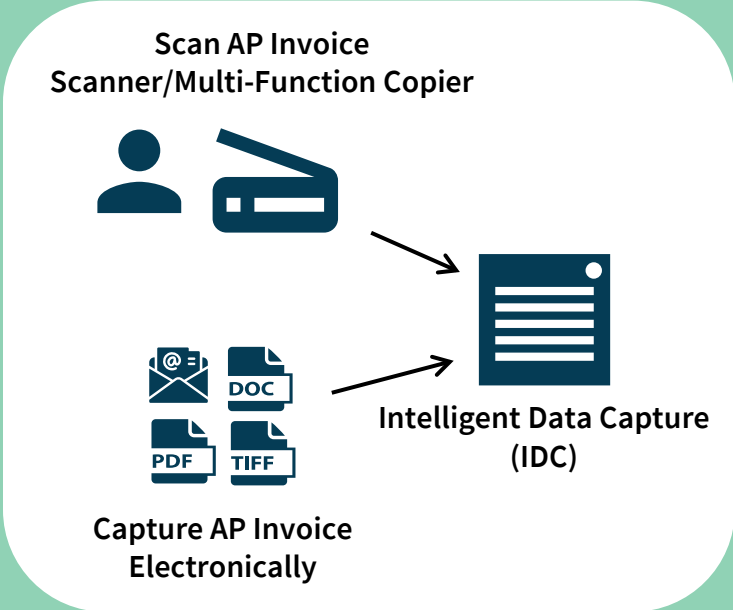 Scan AP Invoice
Scanner/Multi-Function Copier
@ =
DOC
PDF
TIFF
Intelligent Data Capture
(IDC)
Capture AP Invoice
Electronically